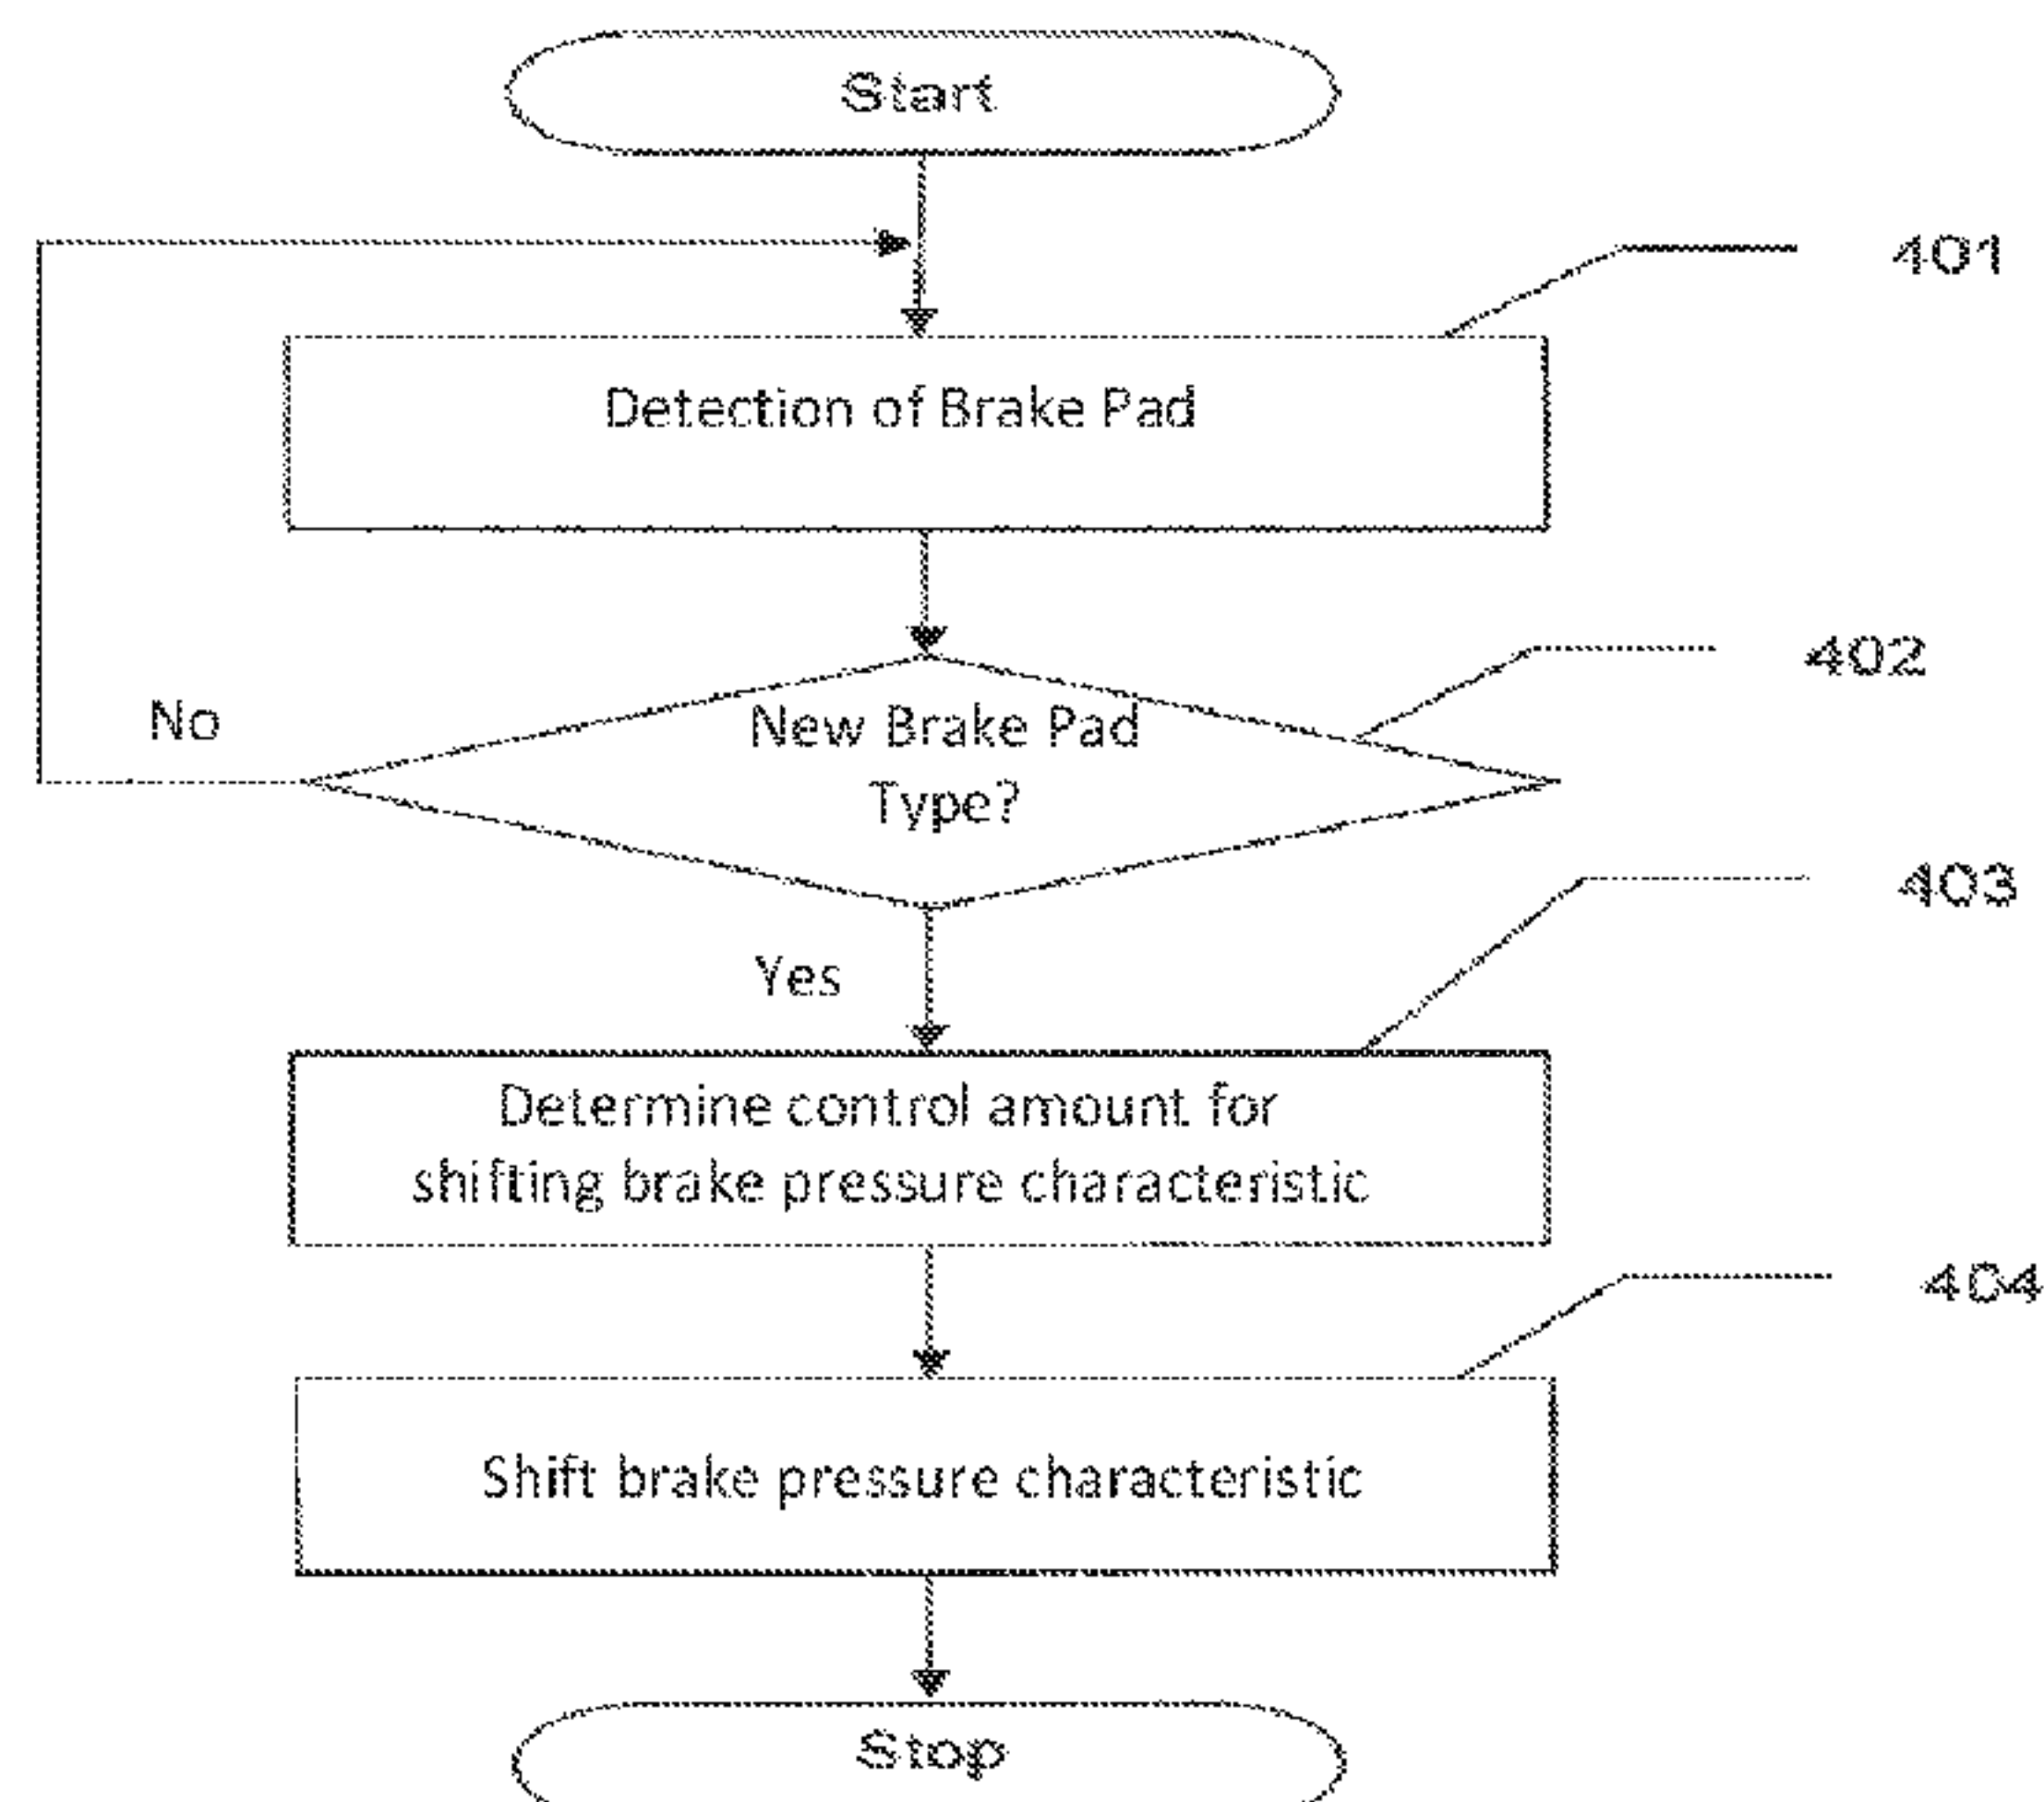 Start
401
Detection of Brake Pad
402
No
New Brake Pad
Type?
403
Yes
Determine control amount for
shifting brake pressure characteristic
404
Shift brake pressure characteristic
Stop